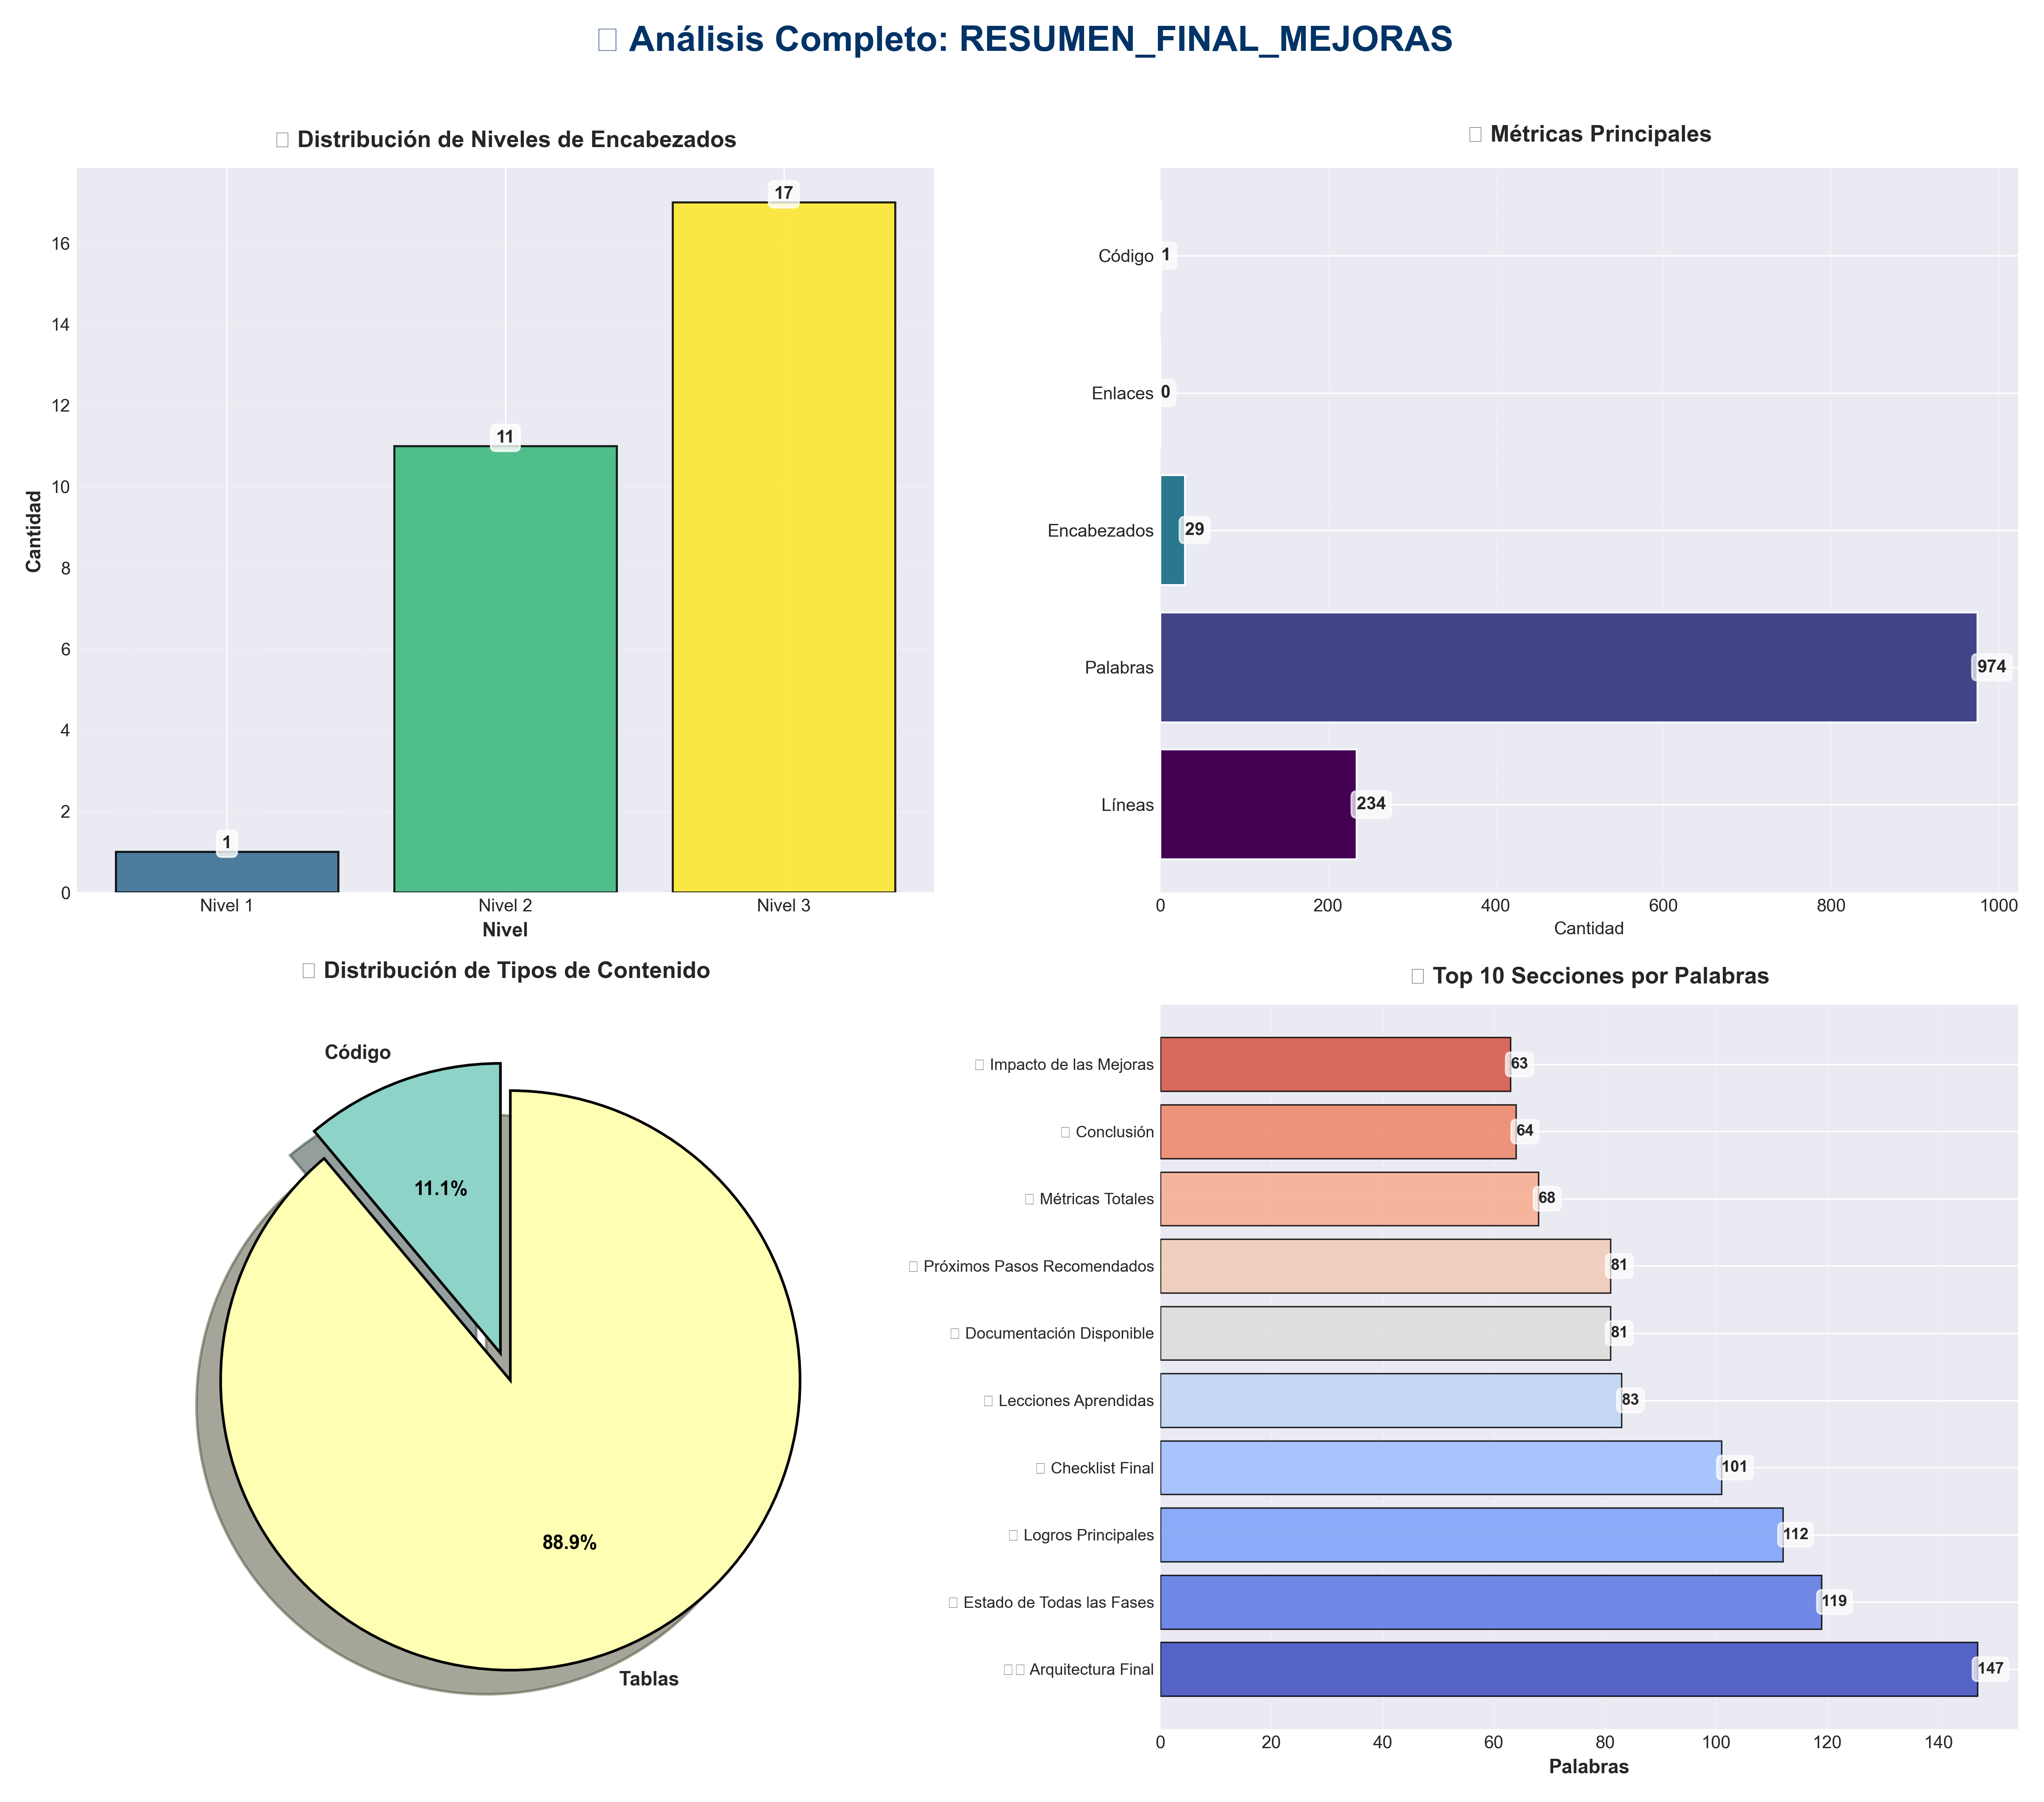 Análisis Completo: RESUMEN_FINAL_MEJORAS
Distribución de Niveles de Encabezados
17
11
1
16
14
12
10
8
6
4
2
0
Cantidad
Nivel 1
Nivel 2
Nivel 3
Nivel
Métricas Principales
Código
1
Enlaces
0
Encabezados
29
Palabras
974
Líneas
234
0
200
400
600
800
1000
Cantidad
Distribución de Tipos de Contenido
Código
11.1%
88.9%
Tablas
Top 10 Secciones por Palabras
Impacto de las Mejoras
63
Conclusión
64
Métricas Totales
68
Próximos Pasos Recomendados
81
Documentación Disponible
81
Lecciones Aprendidas
83
Checklist Final
101
Logros Principales
112
Estado de Todas las Fases
119
Arquitectura Final
147
0
20
40
60
80
100
120
140
Palabras